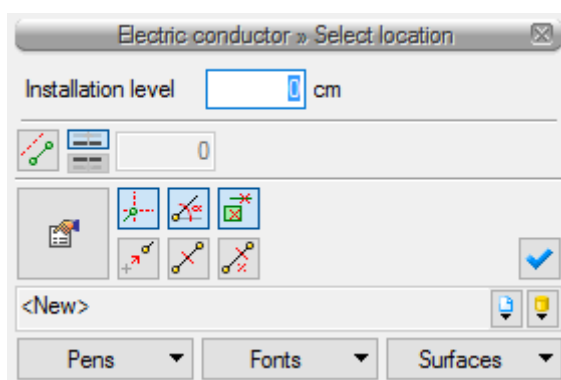 Electric conductor » Select location
Installation level 0 cm
0
<New>
Pens Fonts Surfaces